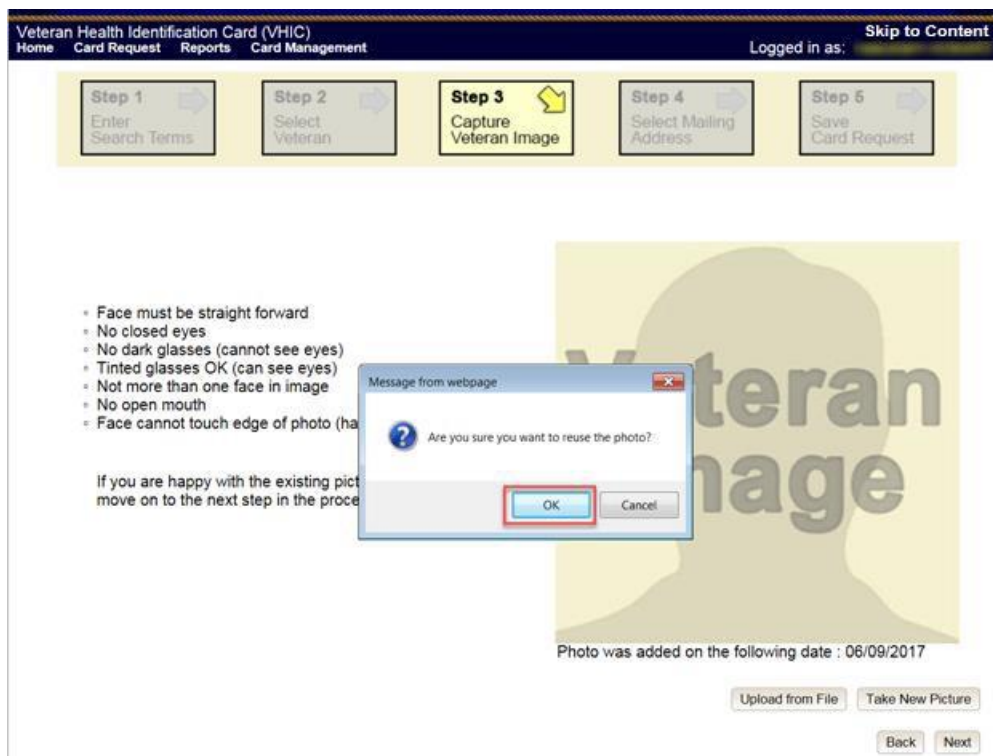 Veteran Health Identification Card (VHIC)
Skip to Content
Home Card Request Reports Card Management
Logged in as:
Step 1
Enter
Search Terms
Step 2
Select
Veteran
Step 3
Capture
Veteran Image
Step 4
Select Mailing
Address
Step 5
Save
Card Request
Face must be straight forward
No closed eyes
No dark glasses (cannot see eyes)
Tinted glasses OK (can see eyes)
Not more than one face in image
No open mouth
Face cannot touch edge of photo (ha
If you are happy with the existing pict
move on to the next step in the proce
Message from webpage
Are you sure you want to reuse the photo?
OK Cancel
Veteran
Image
Photo was added on the following date : 06/09/2017
Upload from File Take New Picture
Back Next